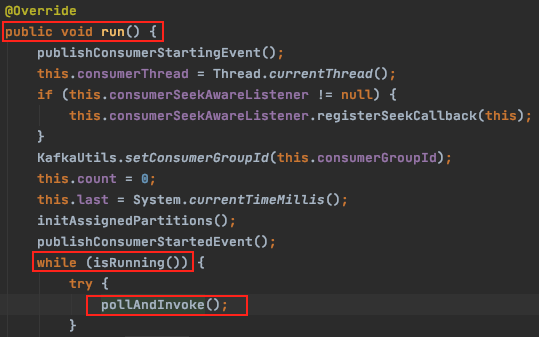 @Override
public void run() {
publishConsumerStartingEvent();
this.consumerThread = Thread.currentThread();
if (this.consumerSeekAwareListener != null) {
this.consumerSeekAwareListener.registerSeekCallback(this);
}
KafkaUtils.setConsumerGroupId(this.consumerGroupId);
this.count = 0;
this.last = System.currentTimeMillis();
initAssignedPartitions();
publishConsumerStartedEvent();
while (isRunning()) {
try {
pollAndInvoke();
}